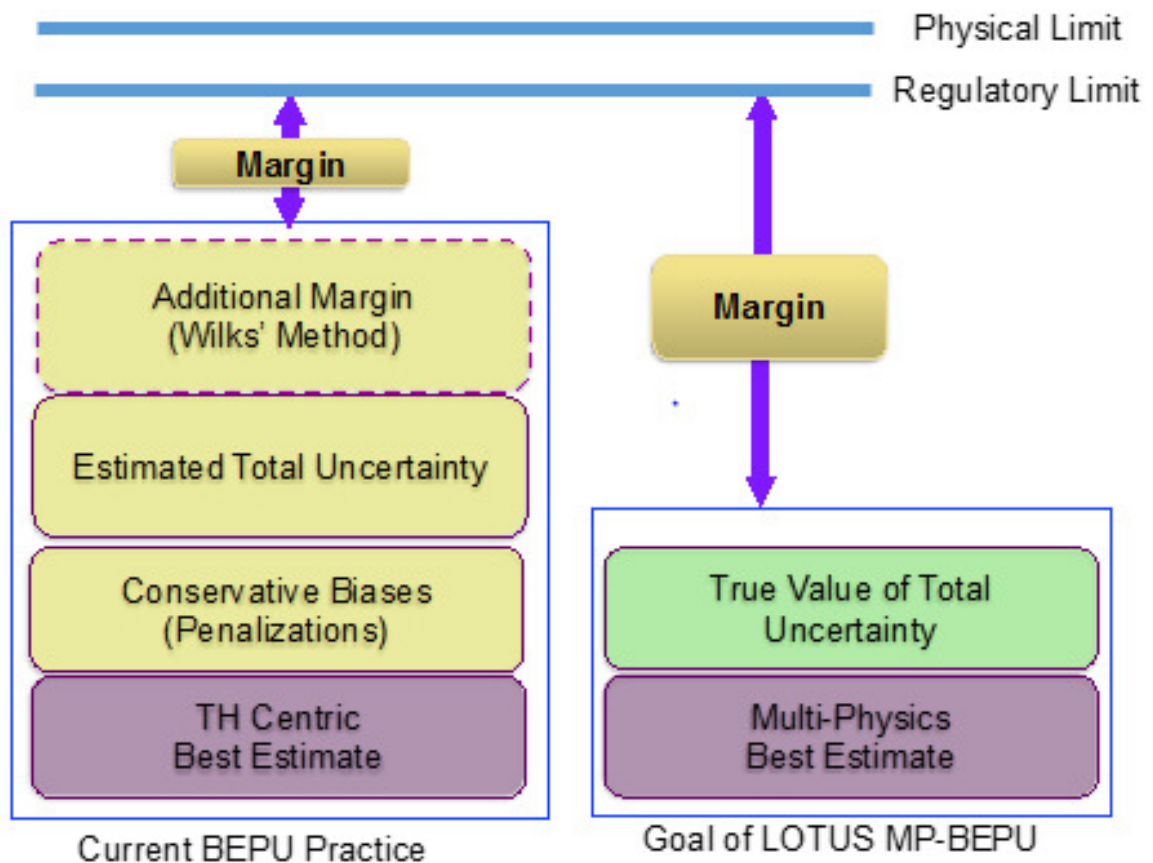 Physical Limit
Regulatory Limit
Margin
Additional Margin
(Wilks' Method)
Estimated Total Uncertainty
Conservative Biases
(Penalizations)
TH Centric
Best Estimate
Current BEPU Practice
Margin
True Value of Total
Uncertainty
Multi-Physics
Best Estimate
Goal of LOTUS MP-BEPU